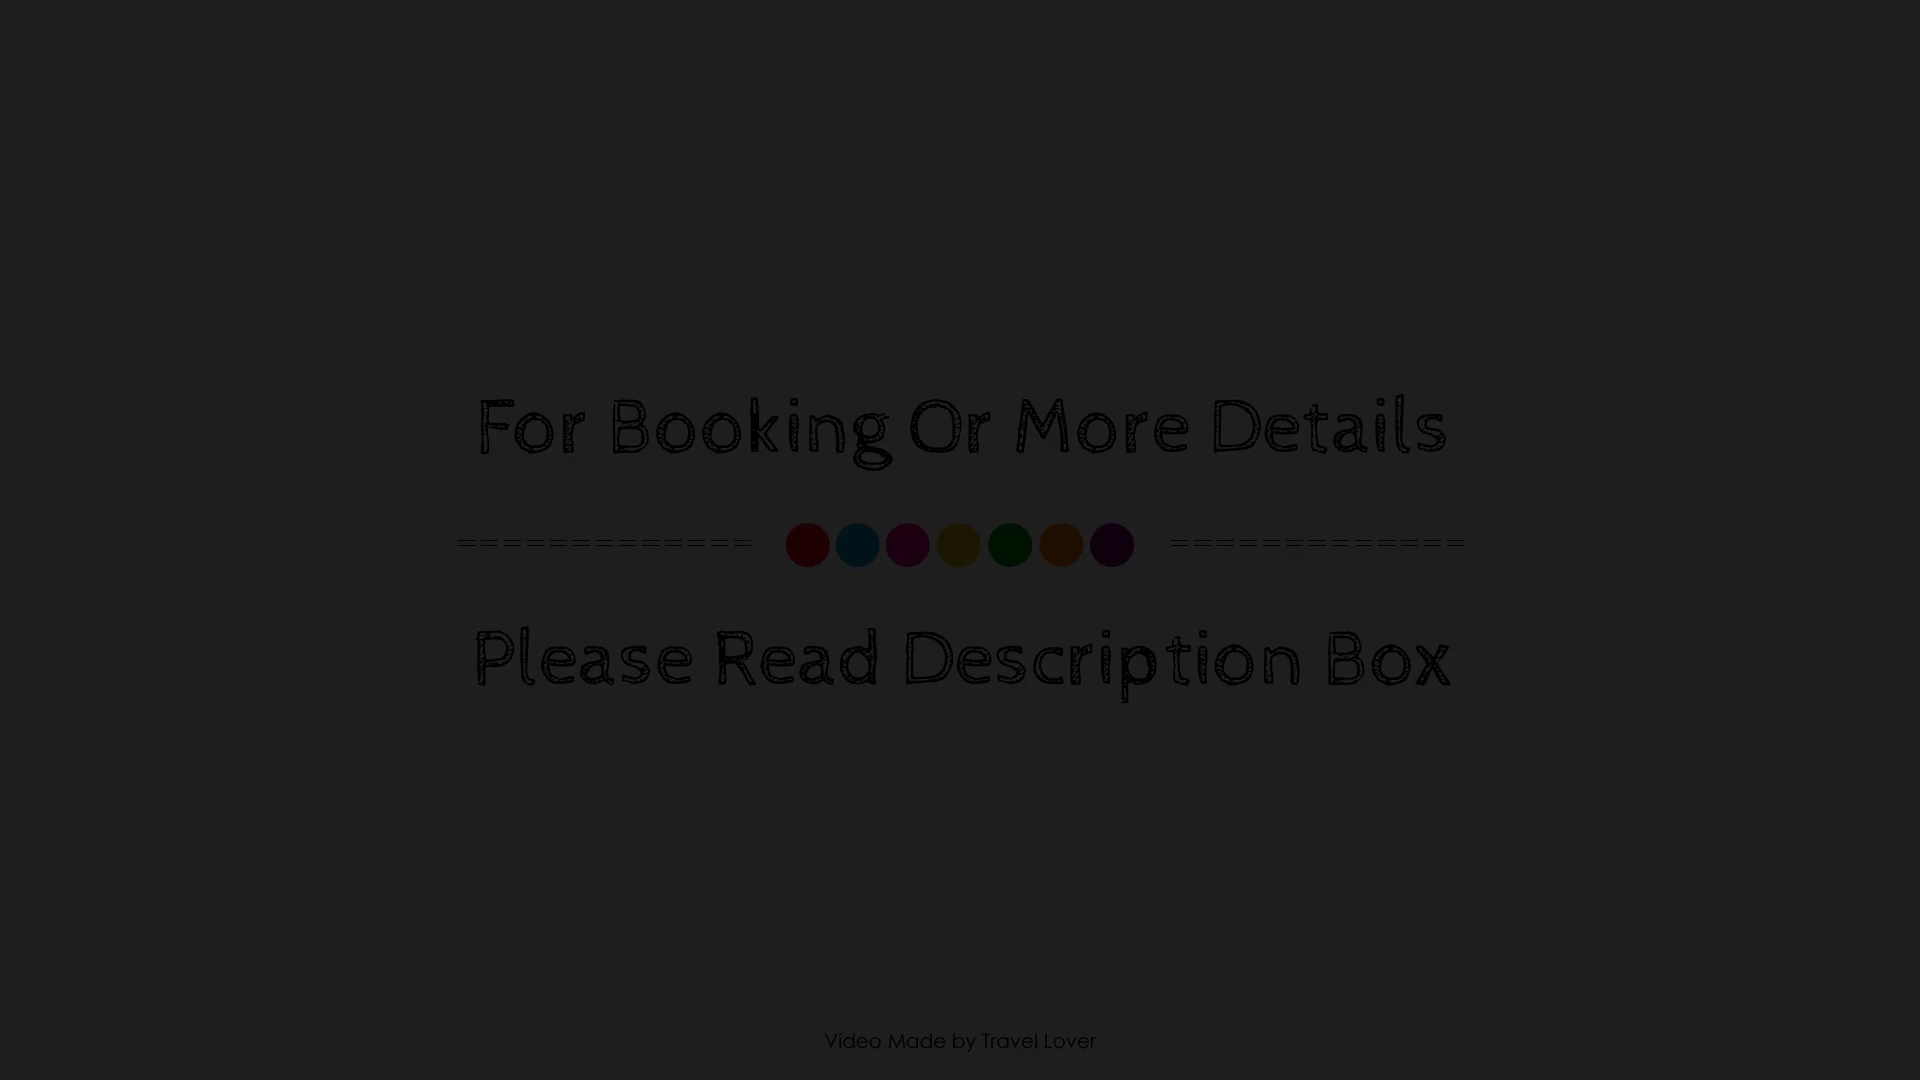 For Booking Or More Details
============= =============
Please Read Description Box
Video Made by Travel Lover